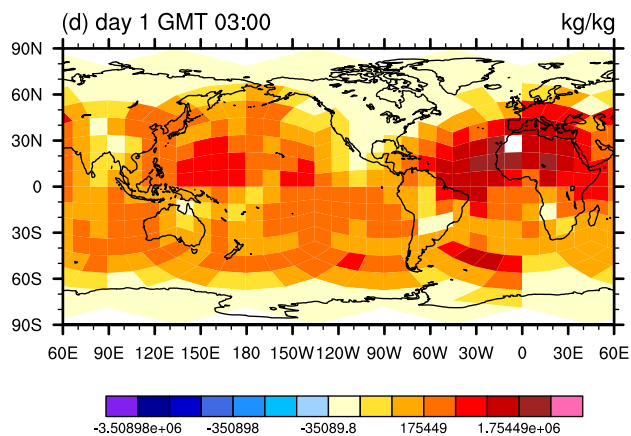 (d) day 1 GMT 03:00 kg/kg
90N
60N
30N
0
30S
60S
90S
60E 90E 120E 150E 180 150W 120W 90W 60W 30W 0 30E 60E
-3.50898e+06 -350898 -35089.8 175449 1.75449e+06